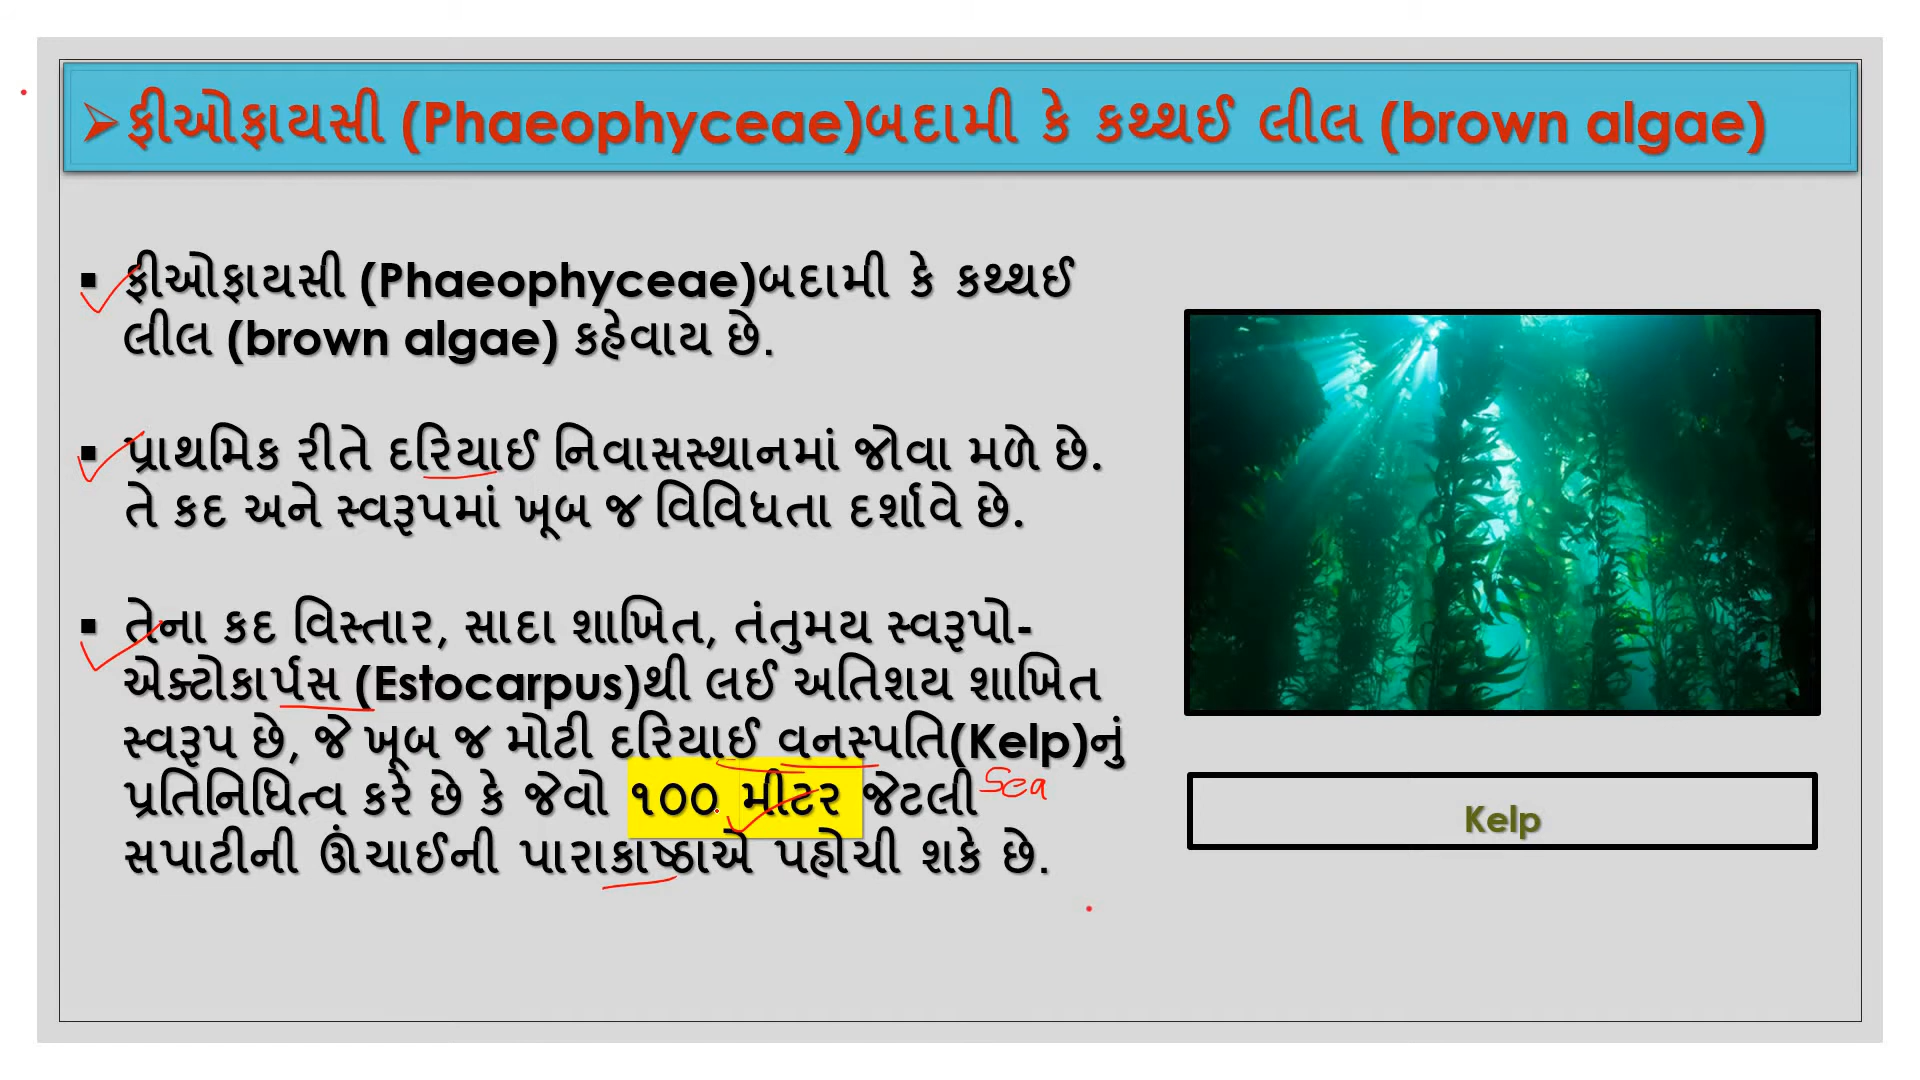 ફીઓફાયસી (Phaeophyceae)બદામી કે કથ્થઈ લીલ (brown algae)
ફીઓફાયસી (Phaeophyceae)બદામી કે કથ્થઈ
લીલ (brown algae) કહેવાય છે.
પ્રાથમિક રીતે દરિયાઈ નિવાસસ્થાનમાં જોવા મળે છે.
તે કદ અને સ્વરૂપમાં ખૂબ જ વિવિધતા દર્શાવે છે.
તેના કદ વિસ્તાર, સાદા શાખિત, તંતુમય સ્વરૂપો-
એક્ટોકાર્પસ (Estocarpus)થી લઈ અતિશય શાખિત
સ્વરૂપ છે, જે ખૂબ જ મોટી દરિયાઈ વનસ્પતિ(Kelp)નું
પ્રતિનિધિત્વ કરે છે કે જેવો ૧૦૦ મીટર જેટલી
Sea
સપાટીની ઊંચાઈની પારાકાષ્ઠાએ પહોચી શકે છે.
Kelp